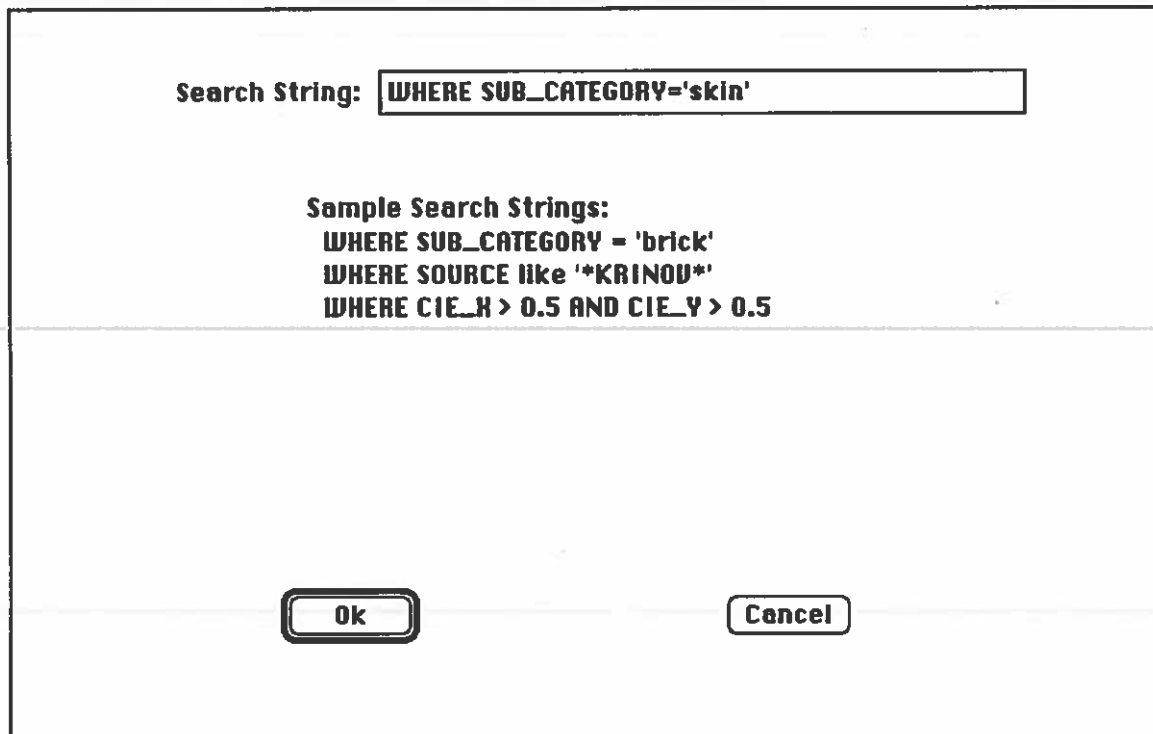 Search String: WHERE SUB_CATEGORY='skin'
Sample Search Strings:
WHERE SUB_CATEGORY = 'brick'
WHERE SOURCE like '*KRINOV*'
WHERE CIE_X > 0.5 AND CIE_Y > 0.5
Ok Cancel